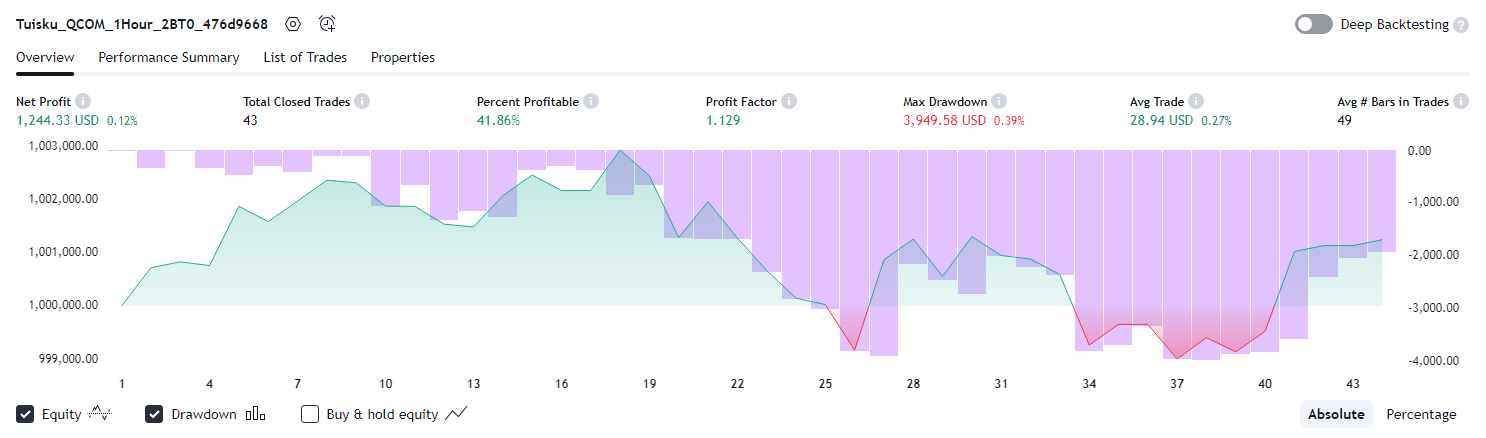 Tuisku_QCOM_1Hour_2BT0_476d9668
Deep Backtesting ?
Overview Performance Summary List of Trades Properties
Net Profit i Total Closed Trades i Percent Profitable i Profit Factor i Max Drawdown i Avg Trade i Avg # Bars in Trades i
1,244.33 USD 0.12% 43 41.86% 1.129 3,949.58 USD 0.39% 28.94 USD 0.27% 49
1,003,000.00 0.00
1,002,000.00 -1,000.00
1,001,000.00 -2,000.00
1,000,000.00 -3,000.00
999,000.00 -4,000.00
1 4 7 10 13 16 19 22 25 28 31 34 37 40 43
Equity Drawdown Buy & hold equity Absolute Percentage